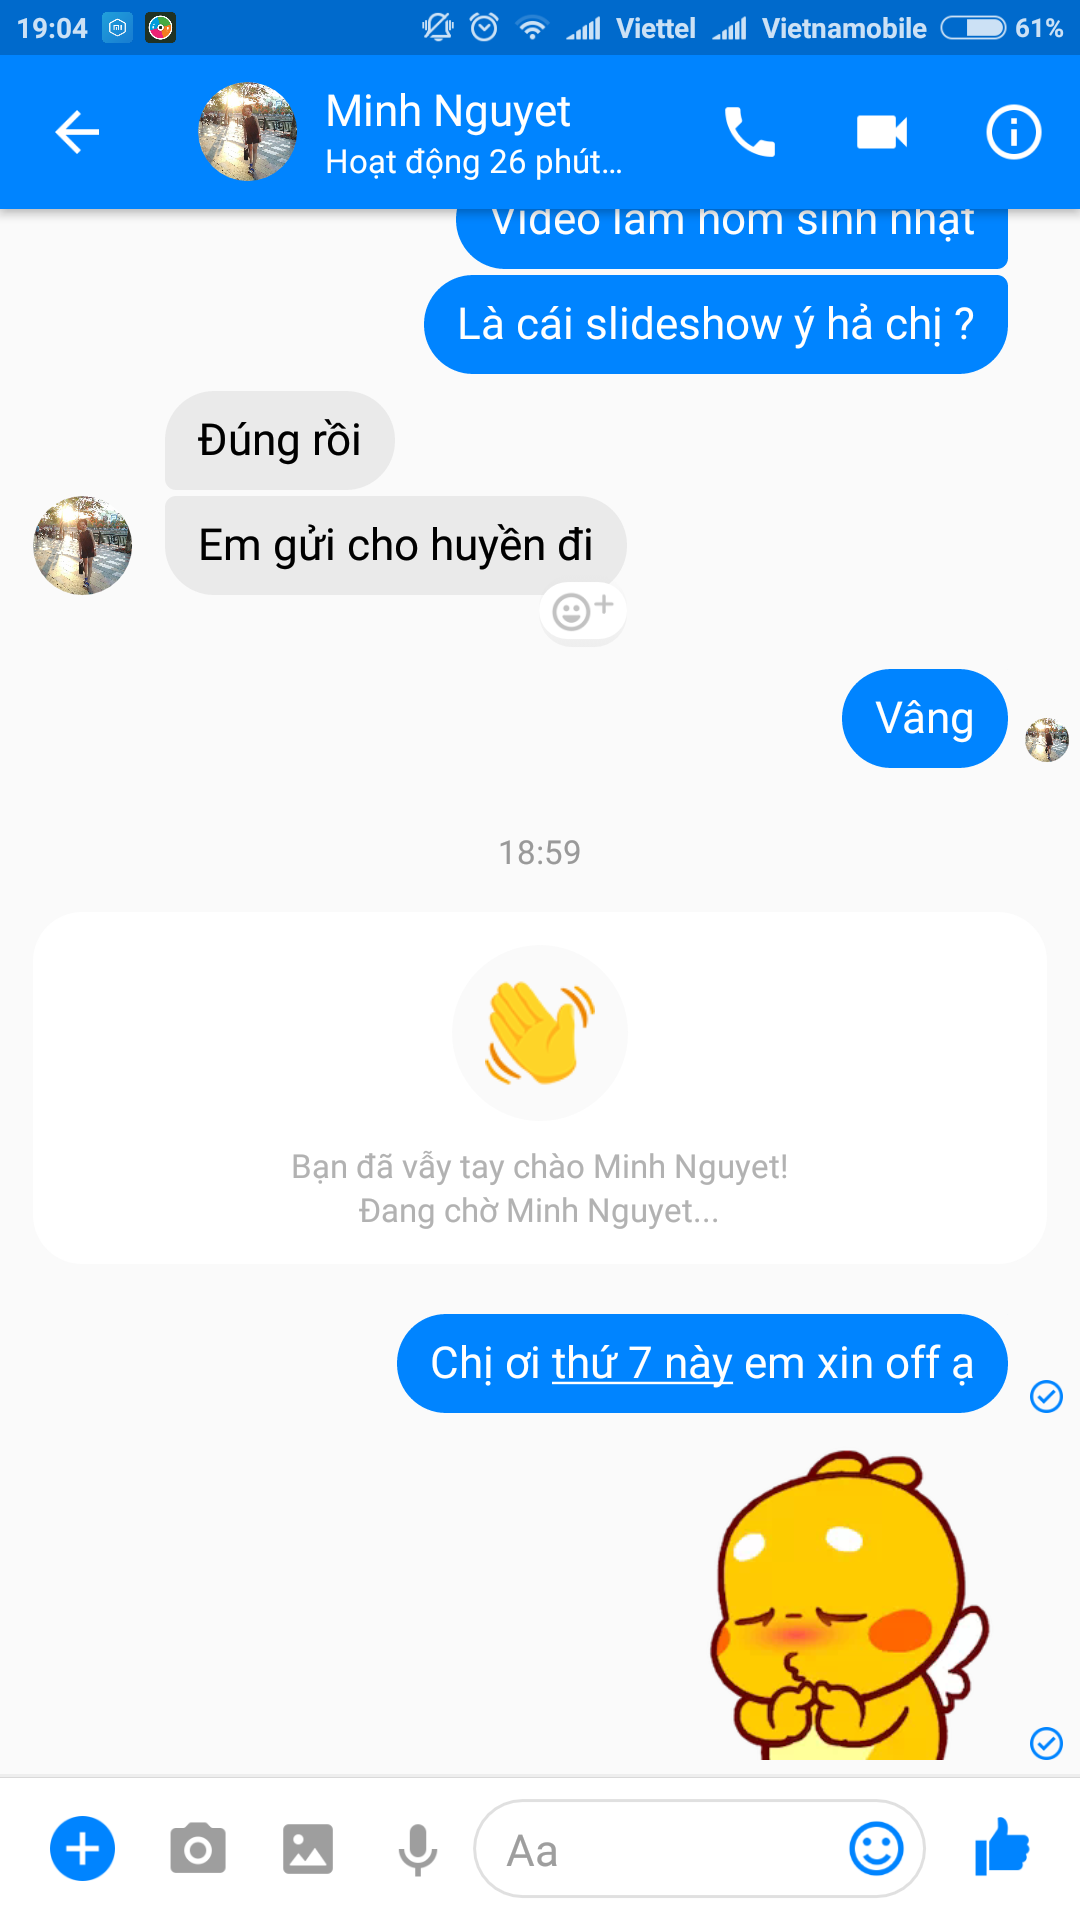 19:04 Viettel Vietnamobile 61%
Minh Nguyet
Hoạt động 26 phút...
Video làm hôm sinh nhật
Là cái slideshow ý hả chị ?
Đúng rồi
Em gửi cho huyền đi
Vâng
18:59
Bạn đã vẫy tay chào Minh Nguyet!
Đang chờ Minh Nguyet...
Chị ơi thứ 7 này em xin off ạ
Aa